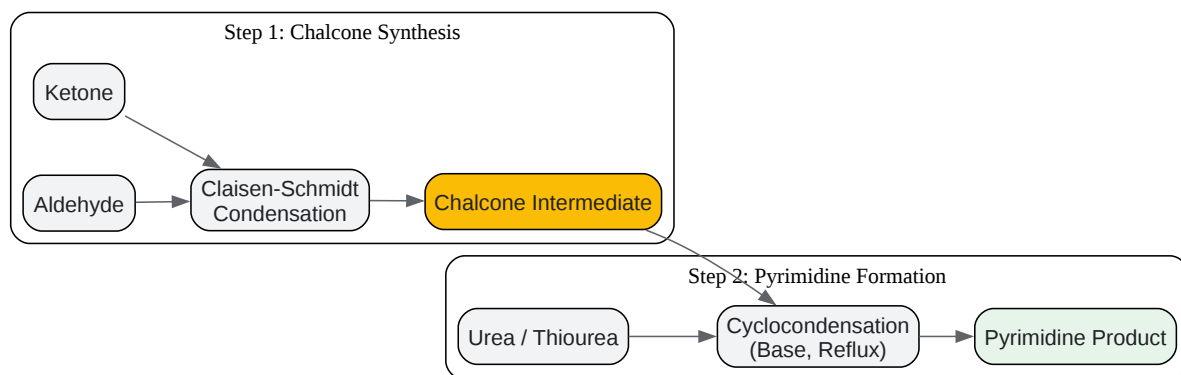 Step 1: Chalcone Synthesis
Ketone
Aldehyde
Claisen-Schmidt
Condensation
Chalcone Intermediate
Step 2: Pyrimidine Formation
Urea / Thiourea
Cyclocondensation
(Base, Reflux)
Pyrimidine Product